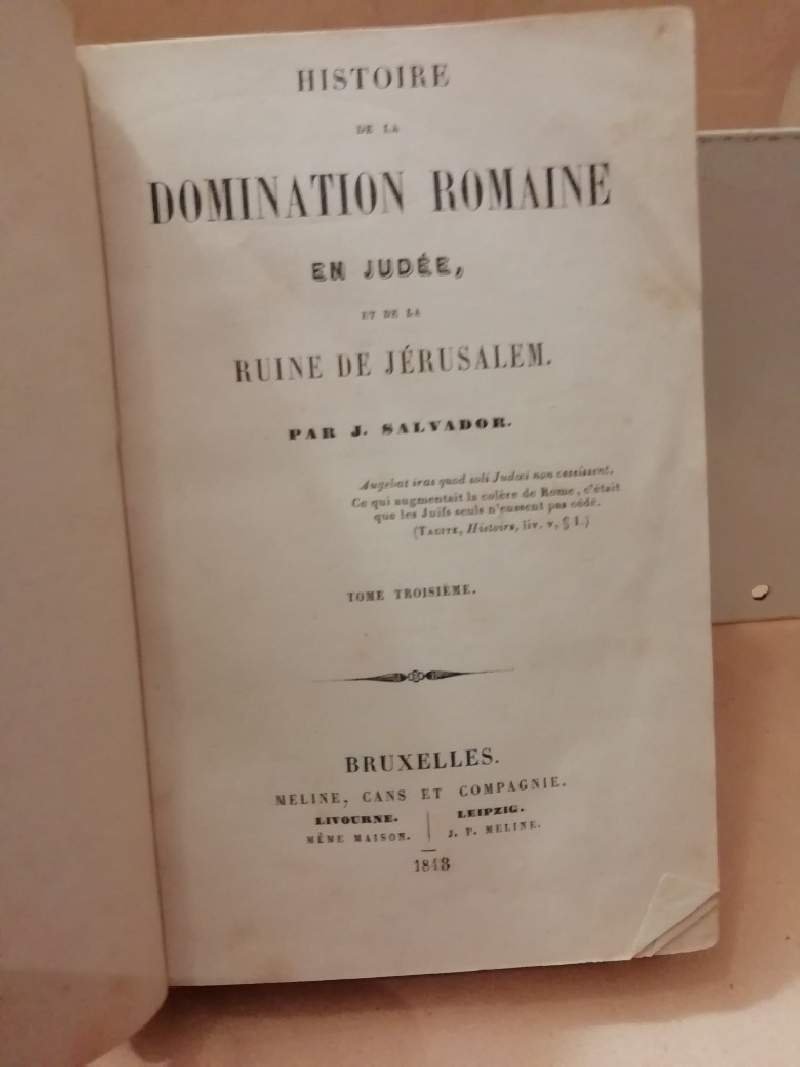 HISTOIRE
DE LA
DOMINATION ROMAINE
EN JUDÉE,
ET DE LA
RUINE DE JÉRUSALEM.
PAR J. SALVADOR.
Augebat iras quod soli Judœi non cessissent.
Ce qui augmentait la colère de Rome, c'était
que les Juifs seuls n'eussent pas cédé.
(TACITE, Histoire, liv. v, § 1.)
TOME TROISIÈME.
BRUXELLES.
MELINE, CANS ET COMPAGNIE.
LIVOURNE. LEIPZIG.
MÊME MAISON. J. P. MELINE.
1848